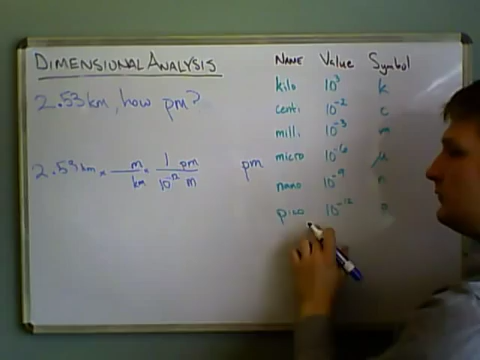 DIMENSIONAL ANALYSIS
2.53 km, how pm?
2.53 km × m/km × 1 pm/10^-12 m pm
NAME Value Symbol
kilo 10^3 k
centi 10^-2 c
milli 10^-3 m
micro 10^-6 μ
nano 10^-9 n
pico 10^-12